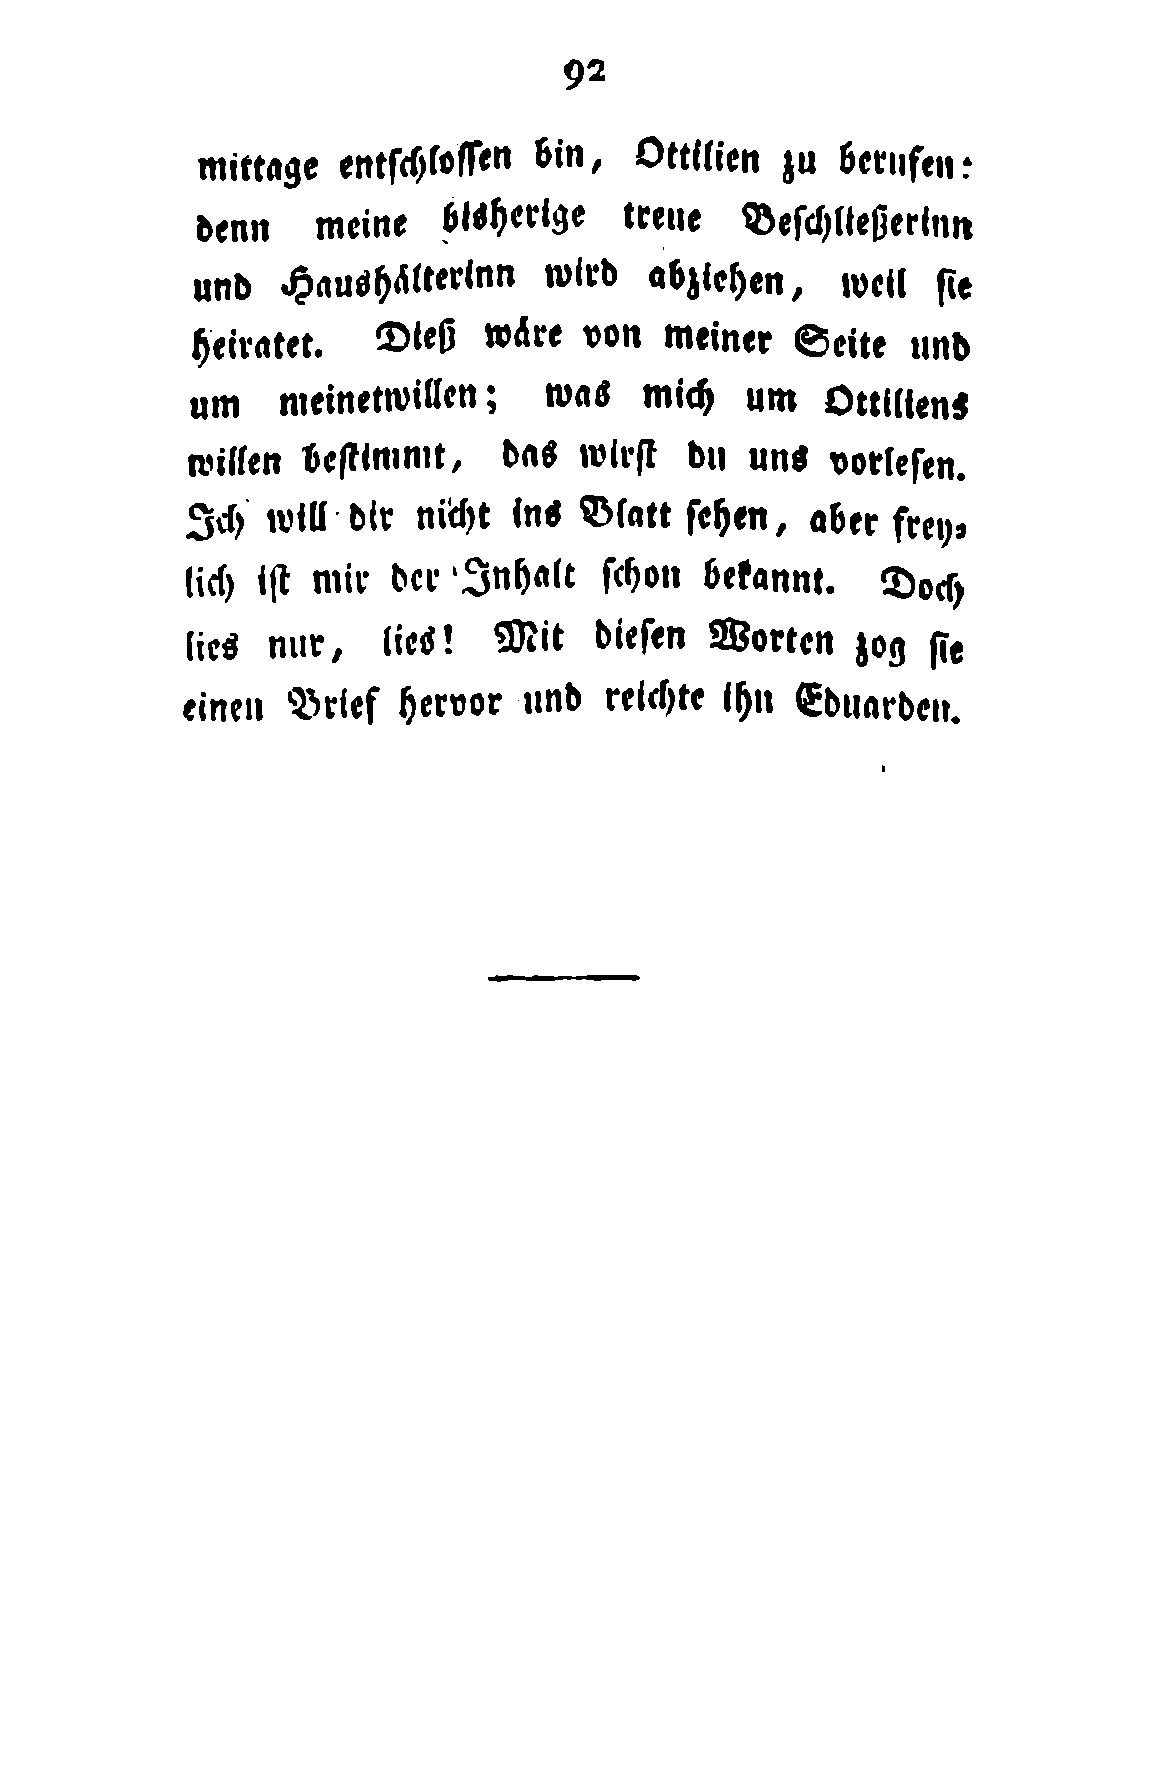 92
mittage entſchloſſen bin, Ottilien zu berufen:
denn meine bisherige treue Beſchließerinn
und Haushälterinn wird abziehen, weil ſie
heiratet. Dieß wäre von meiner Seite und
um meinetwillen; was mich um Ottiliens
willen beſtimmt, das wirſt du uns vorleſen.
Ich will dir nicht ins Blatt ſehen, aber frey⸗
lich iſt mir der Inhalt ſchon bekannt. Doch
lies nur, lies! Mit dieſen Worten zog ſie
einen Brief hervor und reichte ihn Eduarden.